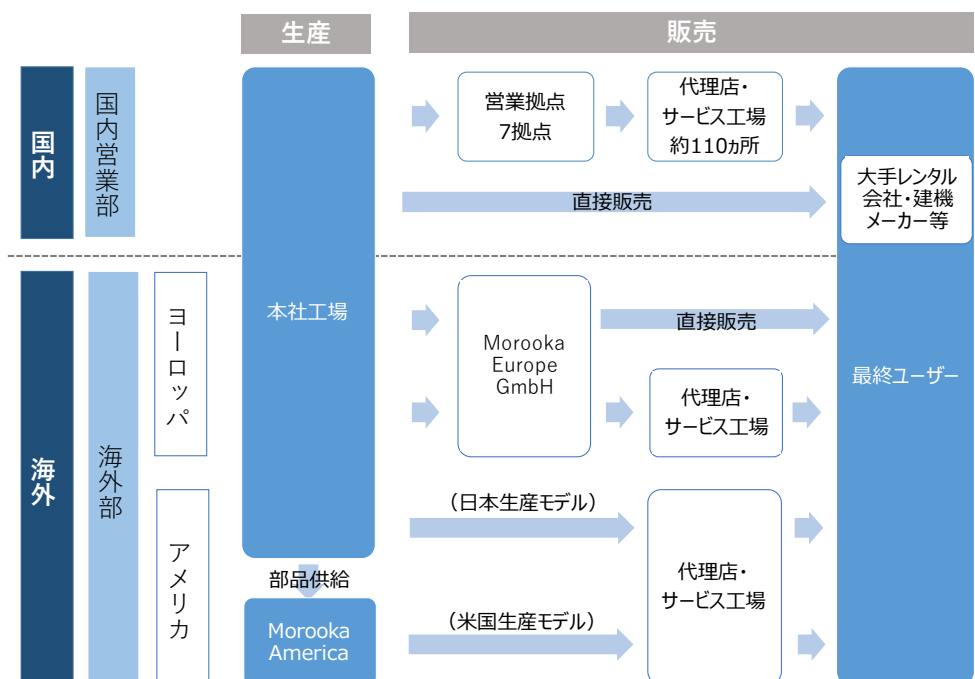 生産
販売
国内
国内営業部
営業拠点
7拠点
代理店・
サービス工場
約110ヵ所
直接販売
大手レンタル
会社・建機
メーカー等
海外
海外部
ヨーロッパ
本社工場
Morooka
Europe
GmbH
直接販売
代理店・
サービス工場
最終ユーザー
アメリカ
(日本生産モデル)
部品供給
Morooka
America
(米国生産モデル)
代理店・
サービス工場